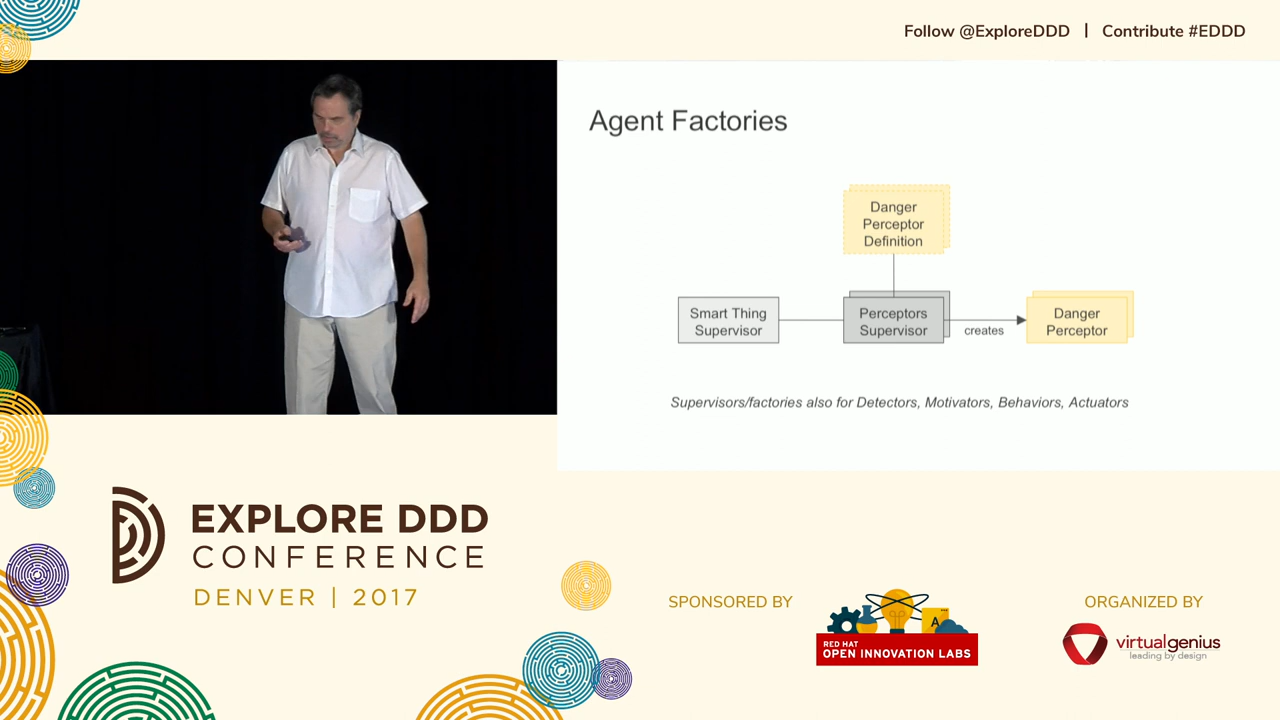 Follow @ExploreDDD | Contribute #EDDD
Agent Factories
Danger
Perceptor
Definition
Smart Thing
Supervisor
Perceptors
Supervisor
creates
Danger
Perceptor
Supervisors/factories also for Detectors, Motivators, Behaviors, Actuators
EXPLORE DDD
CONFERENCE
DENVER | 2017
SPONSORED BY
A
RED HAT
OPEN INNOVATION LABS
ORGANIZED BY
virtualgenius
leading by design